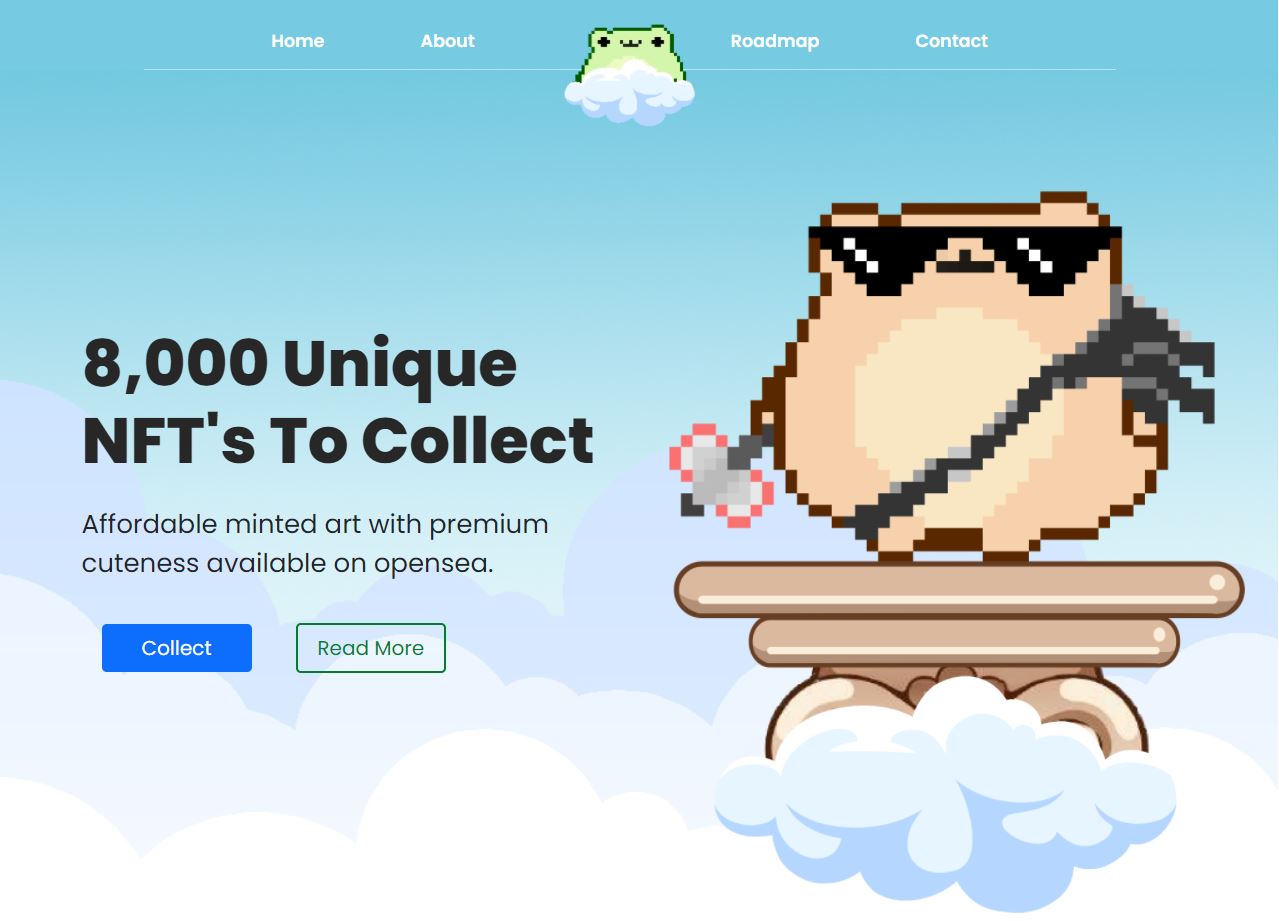 Home
About
Roadmap
Contact
8,000 Unique
NFT's To Collect
Affordable minted art with premium
cuteness available on opensea.
Collect
Read More